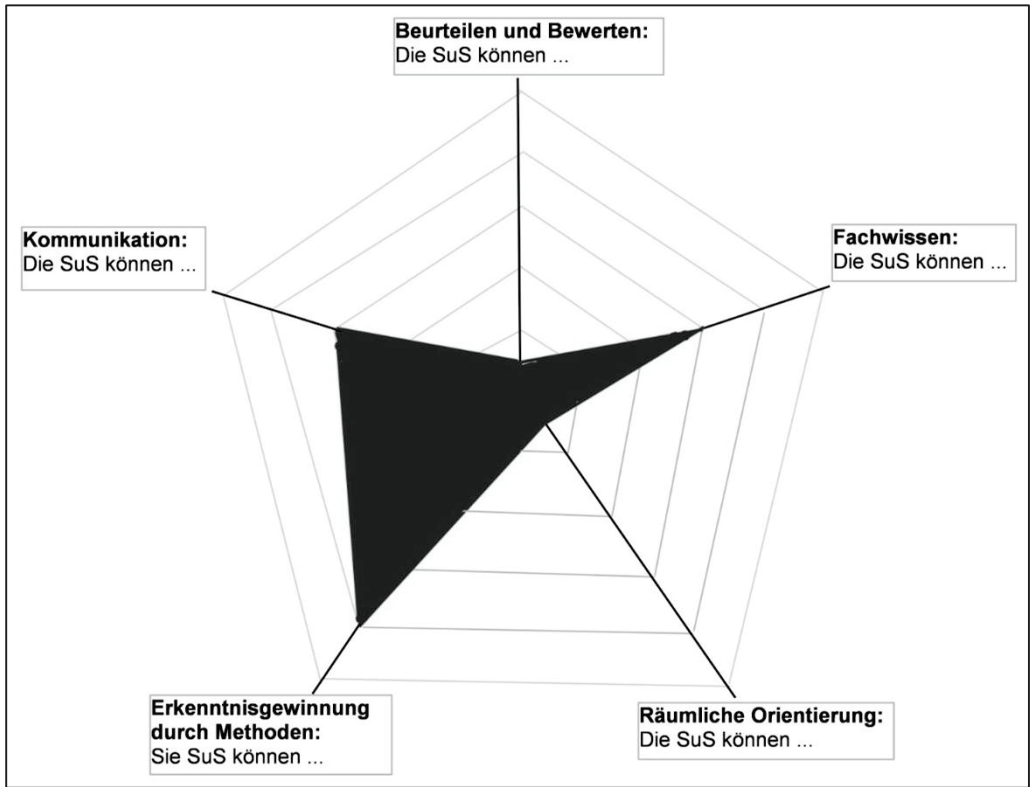 Beurteilen und Bewerten:
Die SuS können ...
Kommunikation:
Die SuS können ...
Fachwissen:
Die SuS können ...
Erkenntnisgewinnung
durch Methoden:
Sie SuS können ...
Räumliche Orientierung:
Die SuS können ...